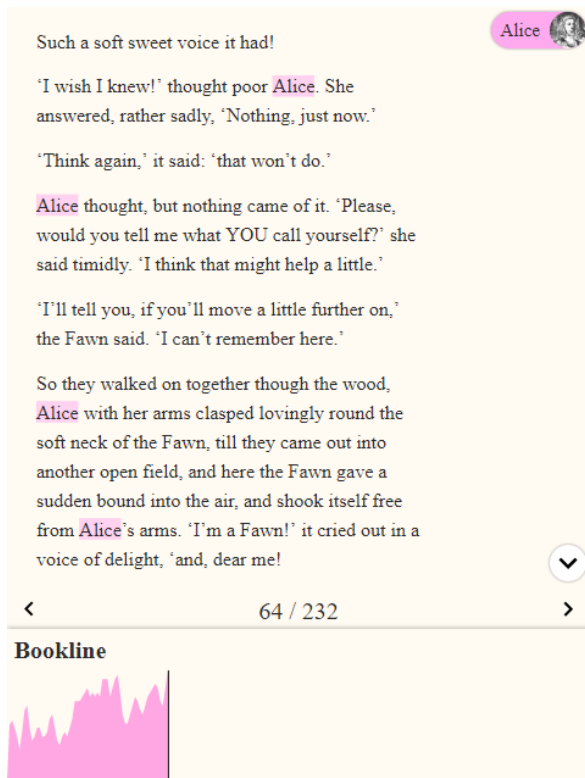 Alice
Such a soft sweet voice it had!
‘I wish I knew!’ thought poor Alice. She
answered, rather sadly, ‘Nothing, just now.’
‘Think again,’ it said: ‘that won’t do.’
Alice thought, but nothing came of it. ‘Please,
would you tell me what YOU call yourself?’ she
said timidly. ‘I think that might help a little.’
‘I’ll tell you, if you’ll move a little further on,’
the Fawn said. ‘I can’t remember here.’
So they walked on together though the wood,
Alice with her arms clasped lovingly round the
soft neck of the Fawn, till they came out into
another open field, and here the Fawn gave a
sudden bound into the air, and shook itself free
from Alice’s arms. ‘I’m a Fawn!’ it cried out in a
voice of delight, ‘and, dear me!
64 / 232
Bookline